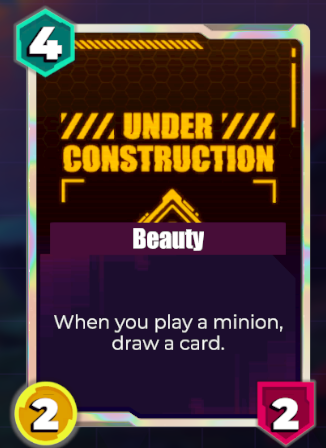 4
/// UNDER ///
CONSTRUCTION
Beauty
When you play a minion,
draw a card.
2
2